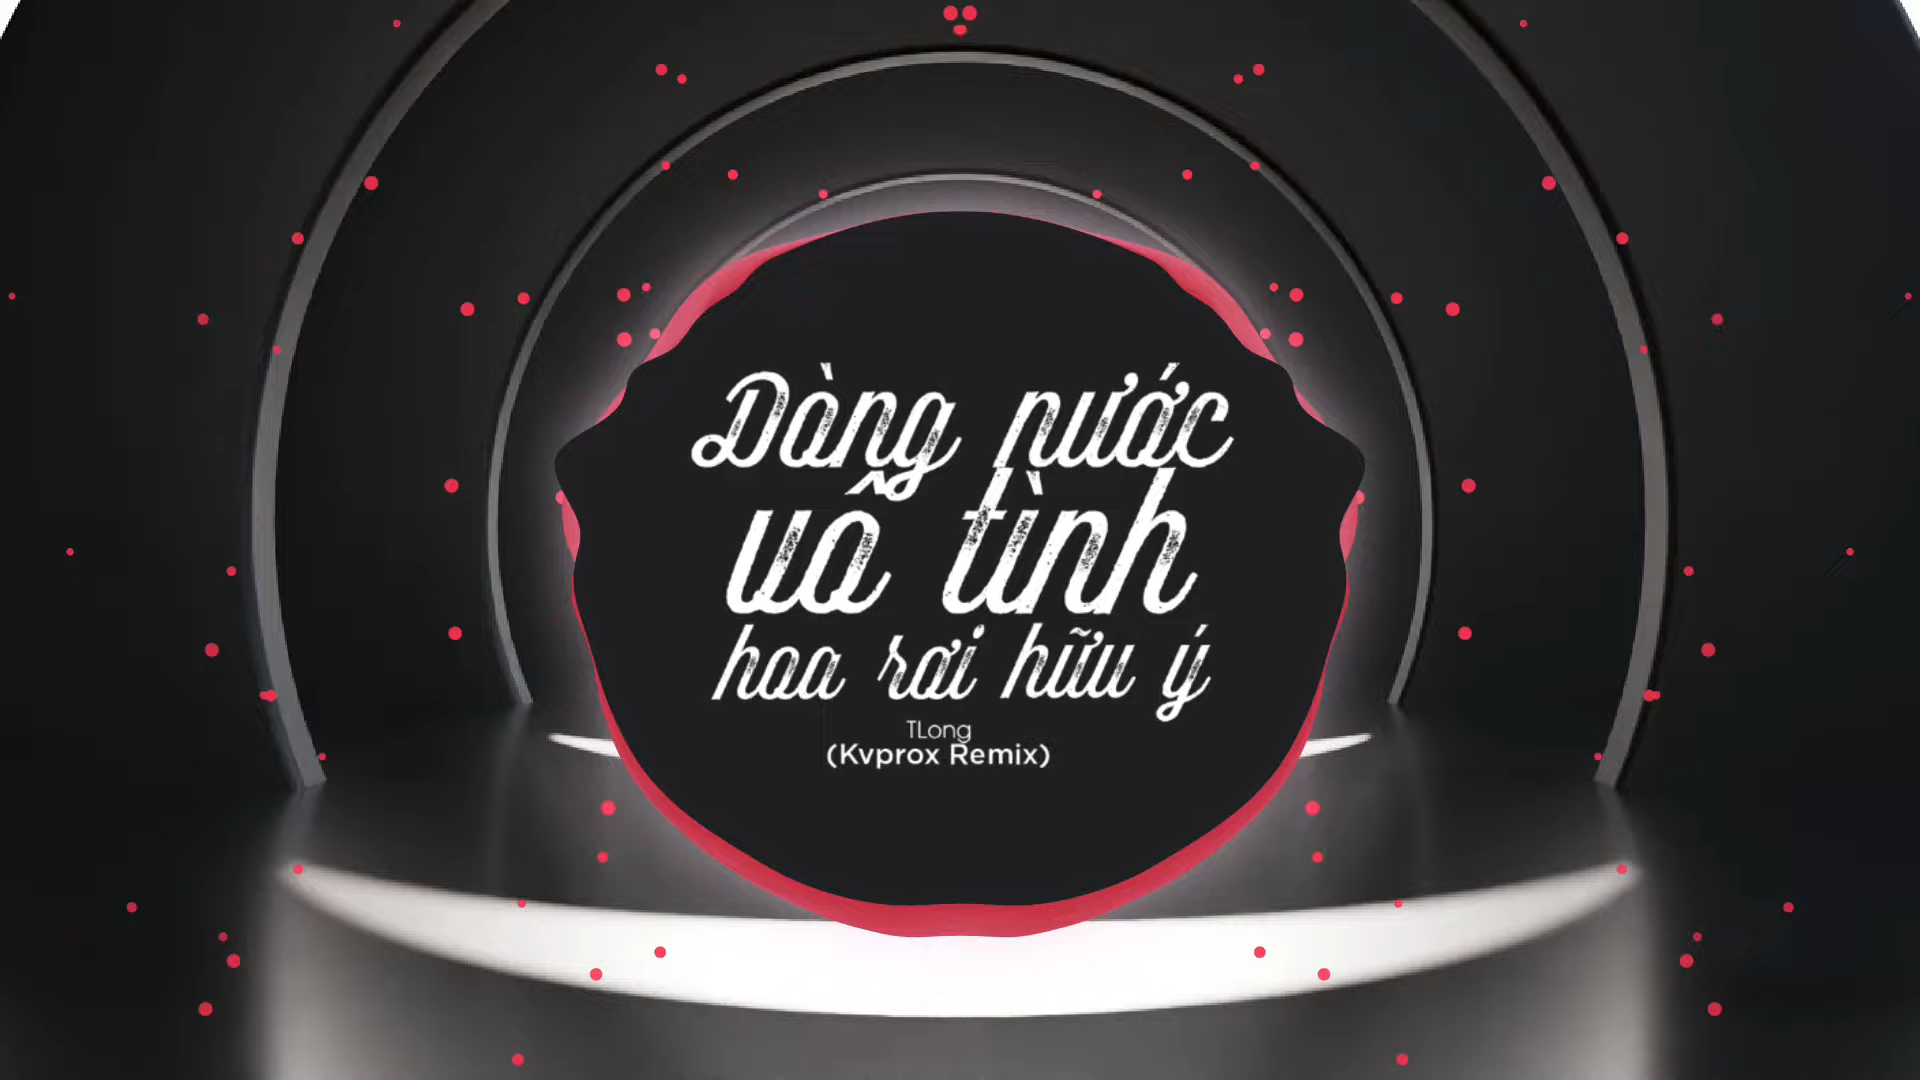 Dòng nước
vô tình
hoa rơi hữu ý
TLong
(Kvprox Remix)